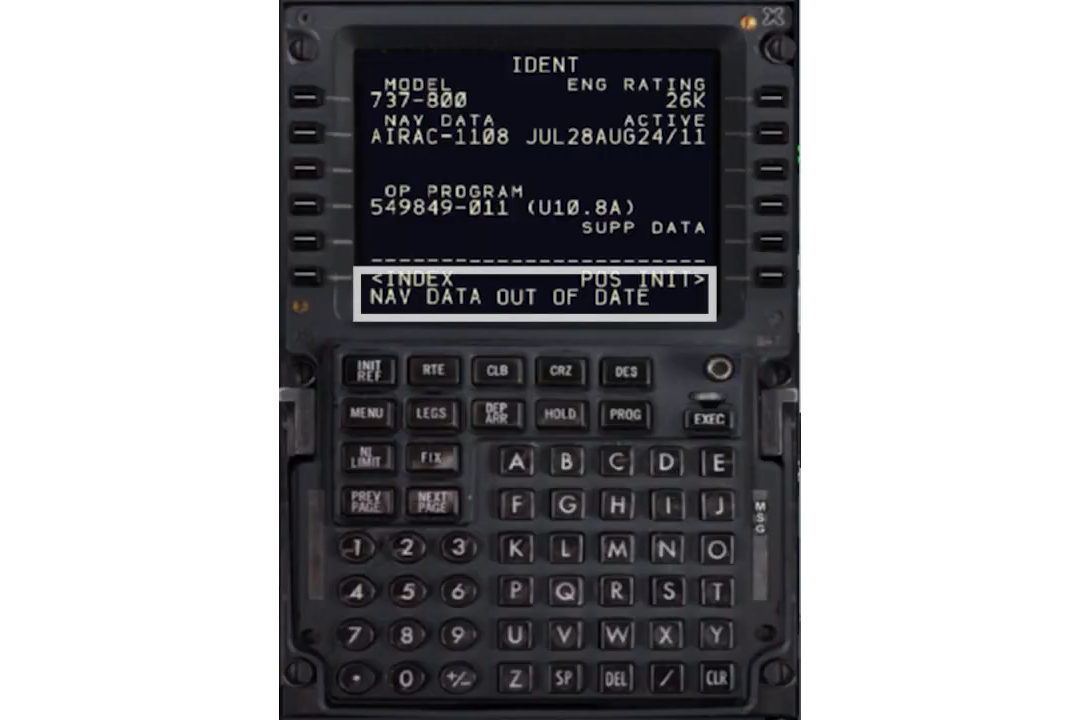 IDENT
MODEL ENG RATING
737-800 26K
NAV DATA ACTIVE
AIRAC-1108 JUL28AUG24/11
OP PROGRAM
549849-011 (U10.8A)
SUPP DATA
------------------------
<INDEX POS INIT>
NAV DATA OUT OF DATE
INIT REF RTE CLB CRZ DES
MENU LEGS DEP ARR HOLD PROG EXEC
N1 LIMIT FIX A B C D E
PREV PAGE NEXT PAGE F G H I J
MSG
1 2 3 K L M N O
4 5 6 P Q R S T
7 8 9 U V W X Y
. 0 +/- Z SP DEL / CLR